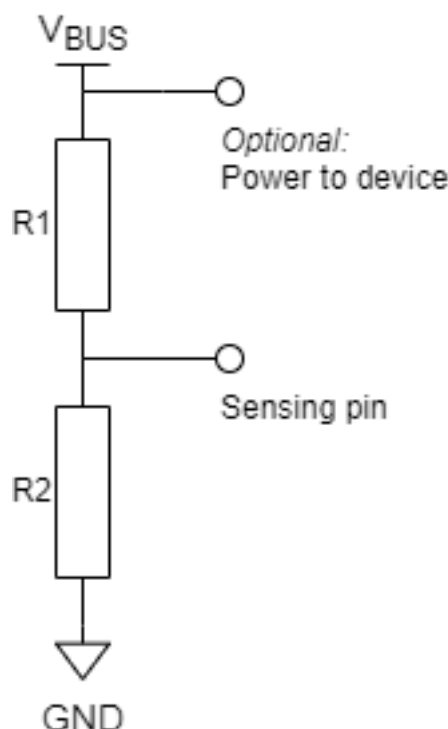 VBUS
Optional:
Power to device
R1
Sensing pin
R2
GND